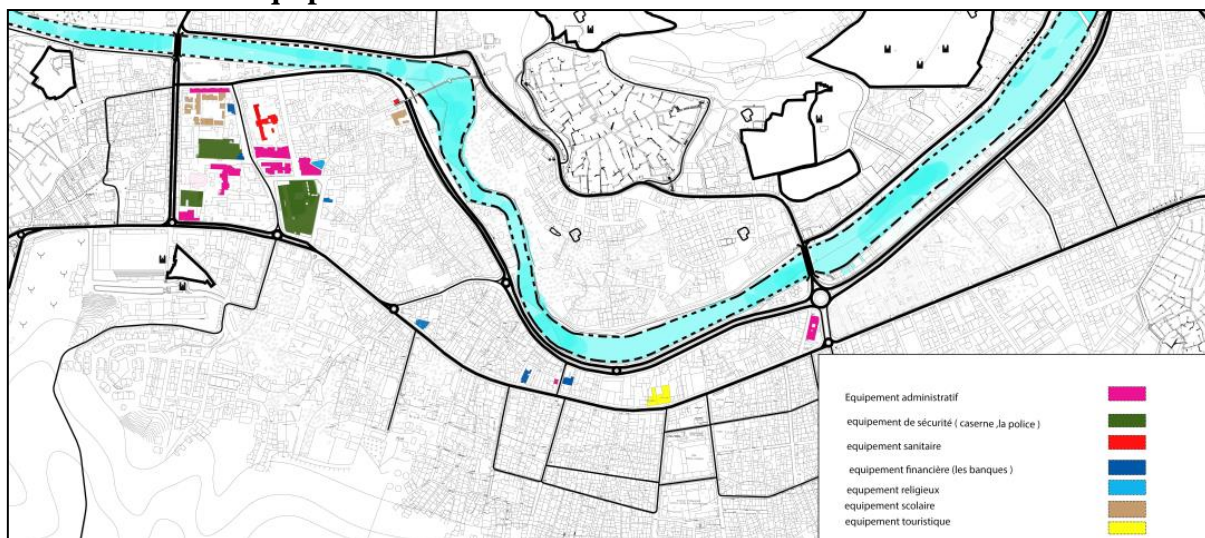 Equipement administratif
equipement de sécurité ( caserne ,la police )
equipement sanitaire
equipement financière (les banques )
equpement religieux
equipement scolaire
equipement touristique